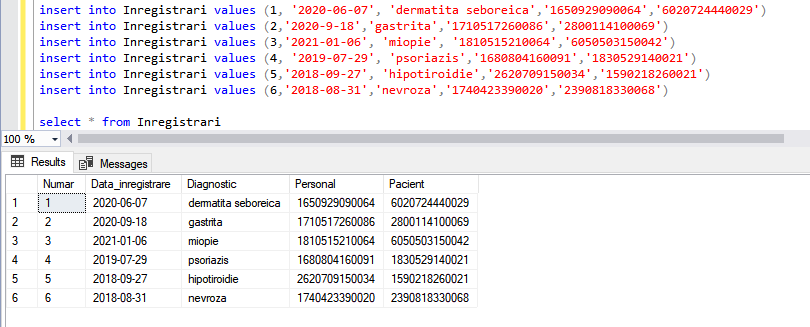 insert into Inregistrari values (1, '2020-06-07', 'dermatita seboreica','1650929090064','6020724440029')
insert into Inregistrari values (2,'2020-9-18','gastrita','1710517260086','2800114100069')
insert into Inregistrari values (3,'2021-01-06', 'miopie', '1810515210064','6050503150042')
insert into Inregistrari values (4, '2019-07-29', 'psoriazis','1680804160091','1830529140021')
insert into Inregistrari values (5,'2018-09-27', 'hipotiroidie','2620709150034','1590218260021')
insert into Inregistrari values (6,'2018-08-31','nevroza','1740423390020','2390818330068')
select * from Inregistrari
100 %
Results Messages
Numar Data_inregistrare Diagnostic Personal Pacient
1 1 2020-06-07 dermatita seboreica 1650929090064 6020724440029
2 2 2020-09-18 gastrita 1710517260086 2800114100069
3 3 2021-01-06 miopie 1810515210064 6050503150042
4 4 2019-07-29 psoriazis 1680804160091 1830529140021
5 5 2018-09-27 hipotiroidie 2620709150034 1590218260021
6 6 2018-08-31 nevroza 1740423390020 2390818330068